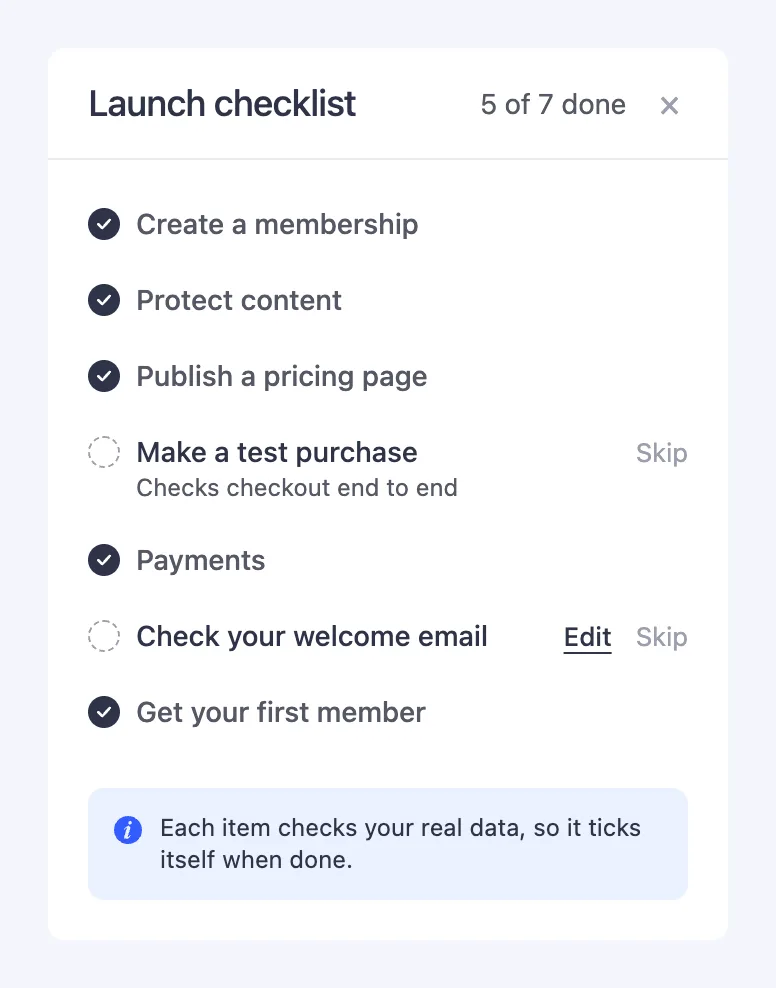 Launch checklist
5 of 7 done ×
Create a membership
Protect content
Publish a pricing page
Make a test purchase Skip
Checks checkout end to end
Payments
Check your welcome email Edit Skip
Get your first member
Each item checks your real data, so it ticks
itself when done.